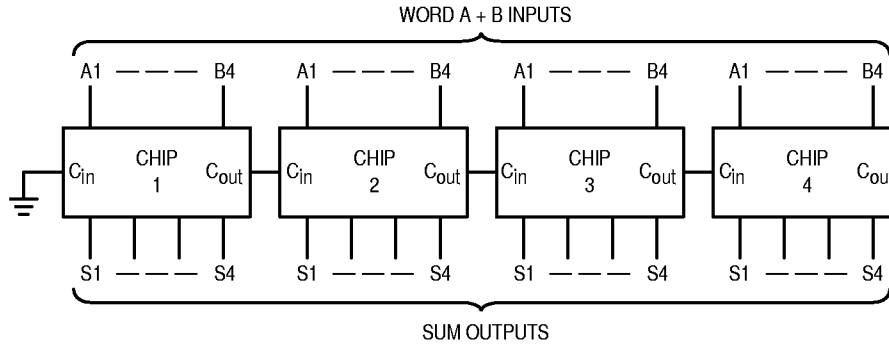 WORD A + B INPUTS
A1 — — — — B4 A1 — — — — B4 A1 — — — — B4 A1 — — — — B4
Cin CHIP 1 Cout Cin CHIP 2 Cout Cin CHIP 3 Cout Cin CHIP 4 Cou
S1 — — — — S4 S1 — — — — S4 S1 — — — — S4 S1 — — — — S4
SUM OUTPUTS